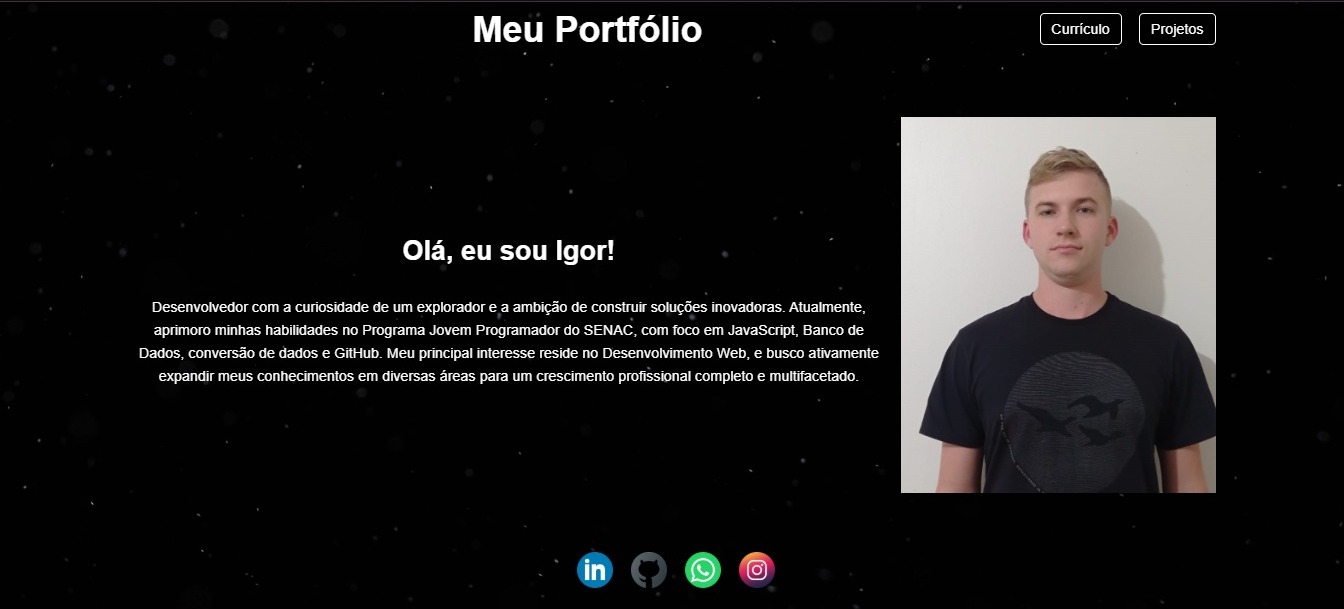 Meu Portfólio
Currículo
Projetos
Olá, eu sou Igor!
Desenvolvedor com a curiosidade de um explorador e a ambição de construir soluções inovadoras. Atualmente,
aprimoro minhas habilidades no Programa Jovem Programador do SENAC, com foco em JavaScript, Banco de
Dados, conversão de dados e GitHub. Meu principal interesse reside no Desenvolvimento Web, e busco ativamente
expandir meus conhecimentos em diversas áreas para um crescimento profissional completo e multifacetado.
in